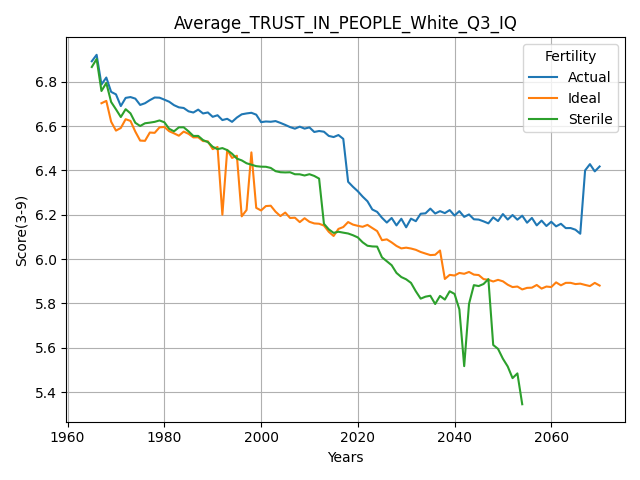 Average_TRUST_IN_PEOPLE_White_Q3_IQ
Fertility
Actual
Ideal
Sterile
Score(3-9)
6.8
6.6
6.4
6.2
6.0
5.8
5.6
5.4
1960 1980 2000 2020 2040 2060
Years